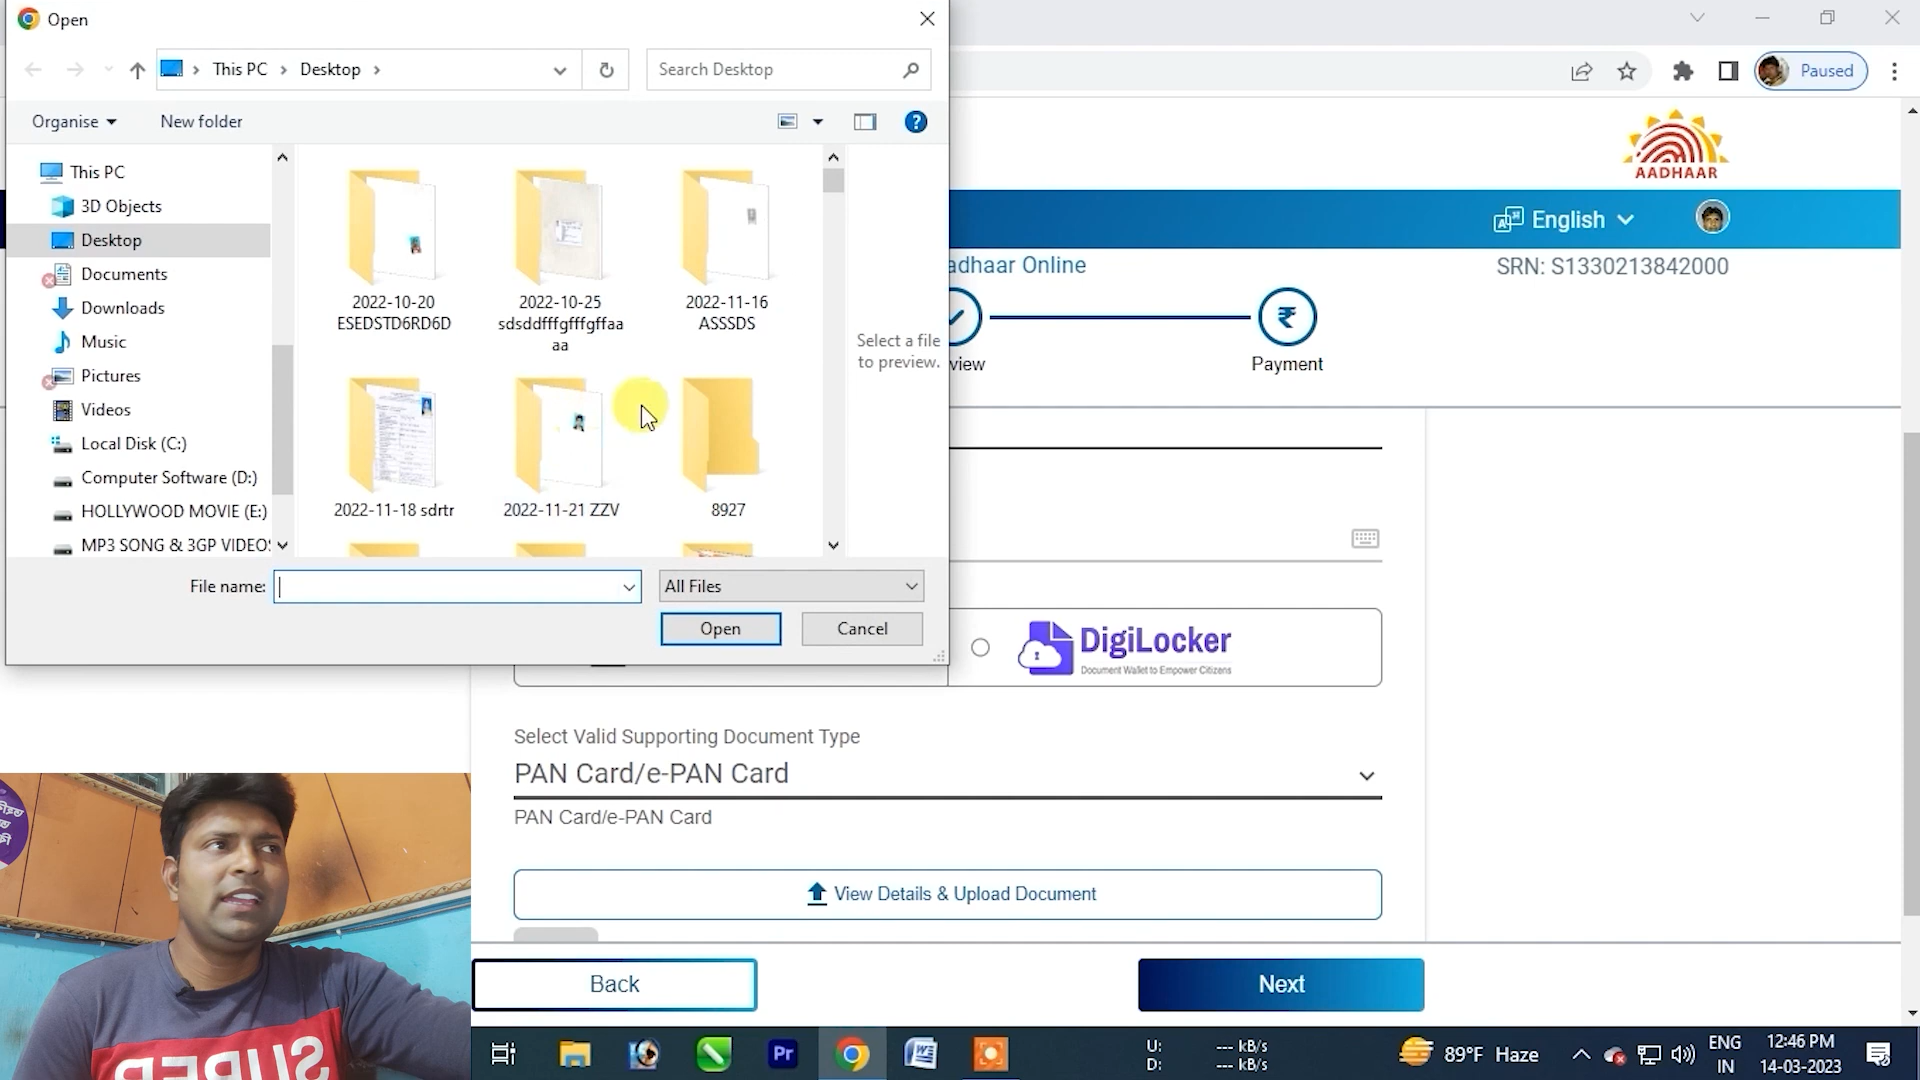 Open
This PC
Desktop
Search Desktop
Paused
Organise
New folder
This PC
3D Objects
Desktop
Documents
Downloads
Music
Pictures
Videos
Local Disk (C:)
Computer Software (D:)
HOLLYWOOD MOVIE (E:)
MP3 SONG & 3GP VIDEO
2022-10-20
ESEDSTD6RD6D
2022-10-25
sdsddfffgfffgffaa
aa
2022-11-16
ASSSDS
2022-11-18 sdrtr
2022-11-21 ZZV
8927
Select a file
to preview.
File name:
All Files
Open
Cancel
AADHAAR
English
adhaar Online
SRN: S1330213842000
view
Payment
DigiLocker
Document Wallet to Empower Citizens
Select Valid Supporting Document Type
PAN Card/e-PAN Card
PAN Card/e-PAN Card
View Details & Upload Document
Back
Next
SUPER
Pr
U: --- kB/s
D: --- kB/s
89°F Haze
ENG
IN
12:46 PM
14-03-2023